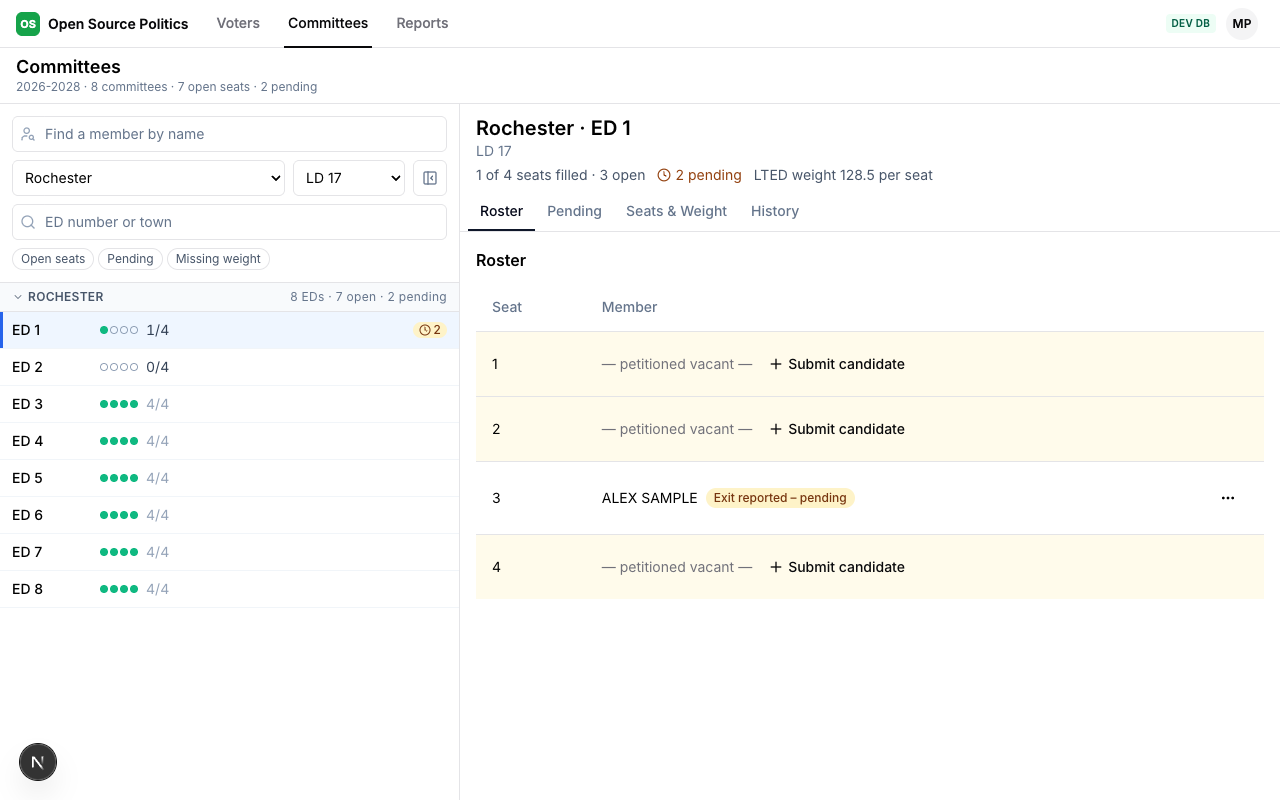 OS Open Source Politics Voters Committees Reports DEV DB MP
Committees
2026-2028 · 8 committees · 7 open seats · 2 pending
Find a member by name
Rochester LD 17
ED number or town
Open seats Pending Missing weight
ROCHESTER 8 EDs · 7 open · 2 pending
ED 1 1/4 2
ED 2 0/4
ED 3 4/4
ED 4 4/4
ED 5 4/4
ED 6 4/4
ED 7 4/4
ED 8 4/4
N
Rochester · ED 1
LD 17
1 of 4 seats filled · 3 open 2 pending LTED weight 128.5 per seat
Roster Pending Seats & Weight History
Roster
Seat Member
1 — petitioned vacant — + Submit candidate
2 — petitioned vacant — + Submit candidate
3 ALEX SAMPLE Exit reported – pending ...
4 — petitioned vacant — + Submit candidate